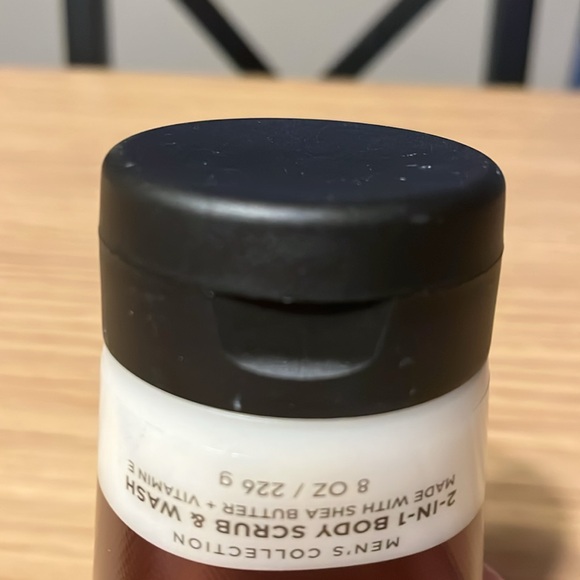 MEN'S COLLECTION
2-IN-1 BODY SCRUB & WASH
MADE WITH SHEA BUTTER + VITAMIN E
8 OZ / 226 g